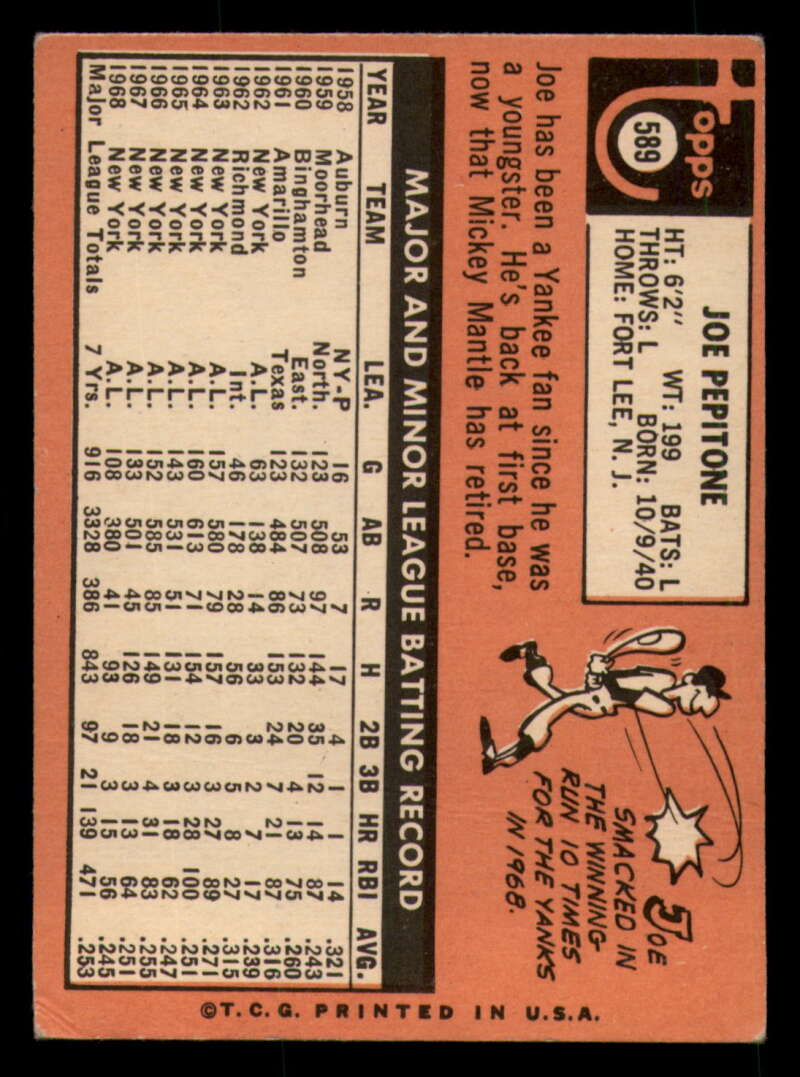 Topps
589
JOE PEPITONE
HT: 6'2" WT: 199 BATS: L
THROWS: L BORN: 10/9/40
HOME: FORT LEE, N. J.
Joe has been a Yankee fan since he was
a youngster. He's back at first base,
now that Mickey Mantle has retired.
JOE
SMACKED IN
THE WINNING
RUN 10 TIMES
FOR THE YANKS
IN 1968.
MAJOR AND MINOR LEAGUE BATTING RECORD
YEAR TEAM LEA. G AB R H 2B 3B HR RBI AVG.
1958 Auburn NY-P 16 53 7 17 4 1 1 14 .321
1959 Moorhead North. 123 508 97 144 35 12 14 87 .243
1960 Binghamton East. 132 507 73 132 20 4 13 75 .260
1961 Amarillo Texas 123 484 86 153 24 7 21 87 .316
1962 New York A.L. 63 138 14 33 3 2 7 17 .239
1962 Richmond Int. 46 178 28 56 6 5 8 27 .315
1963 New York A.L. 157 580 79 157 16 3 27 89 .271
1964 New York A.L. 160 613 71 154 12 3 28 100 .251
1965 New York A.L. 143 531 51 131 18 3 18 62 .247
1966 New York A.L. 152 585 85 149 21 4 31 83 .255
1967 New York A.L. 133 501 45 126 18 3 13 64 .251
1968 New York A.L. 108 380 41 93 9 3 15 56 .245
Major League Totals 7 Yrs. 916 3328 386 843 97 21 139 471 .253
©T.C.G. PRINTED IN U.S.A.